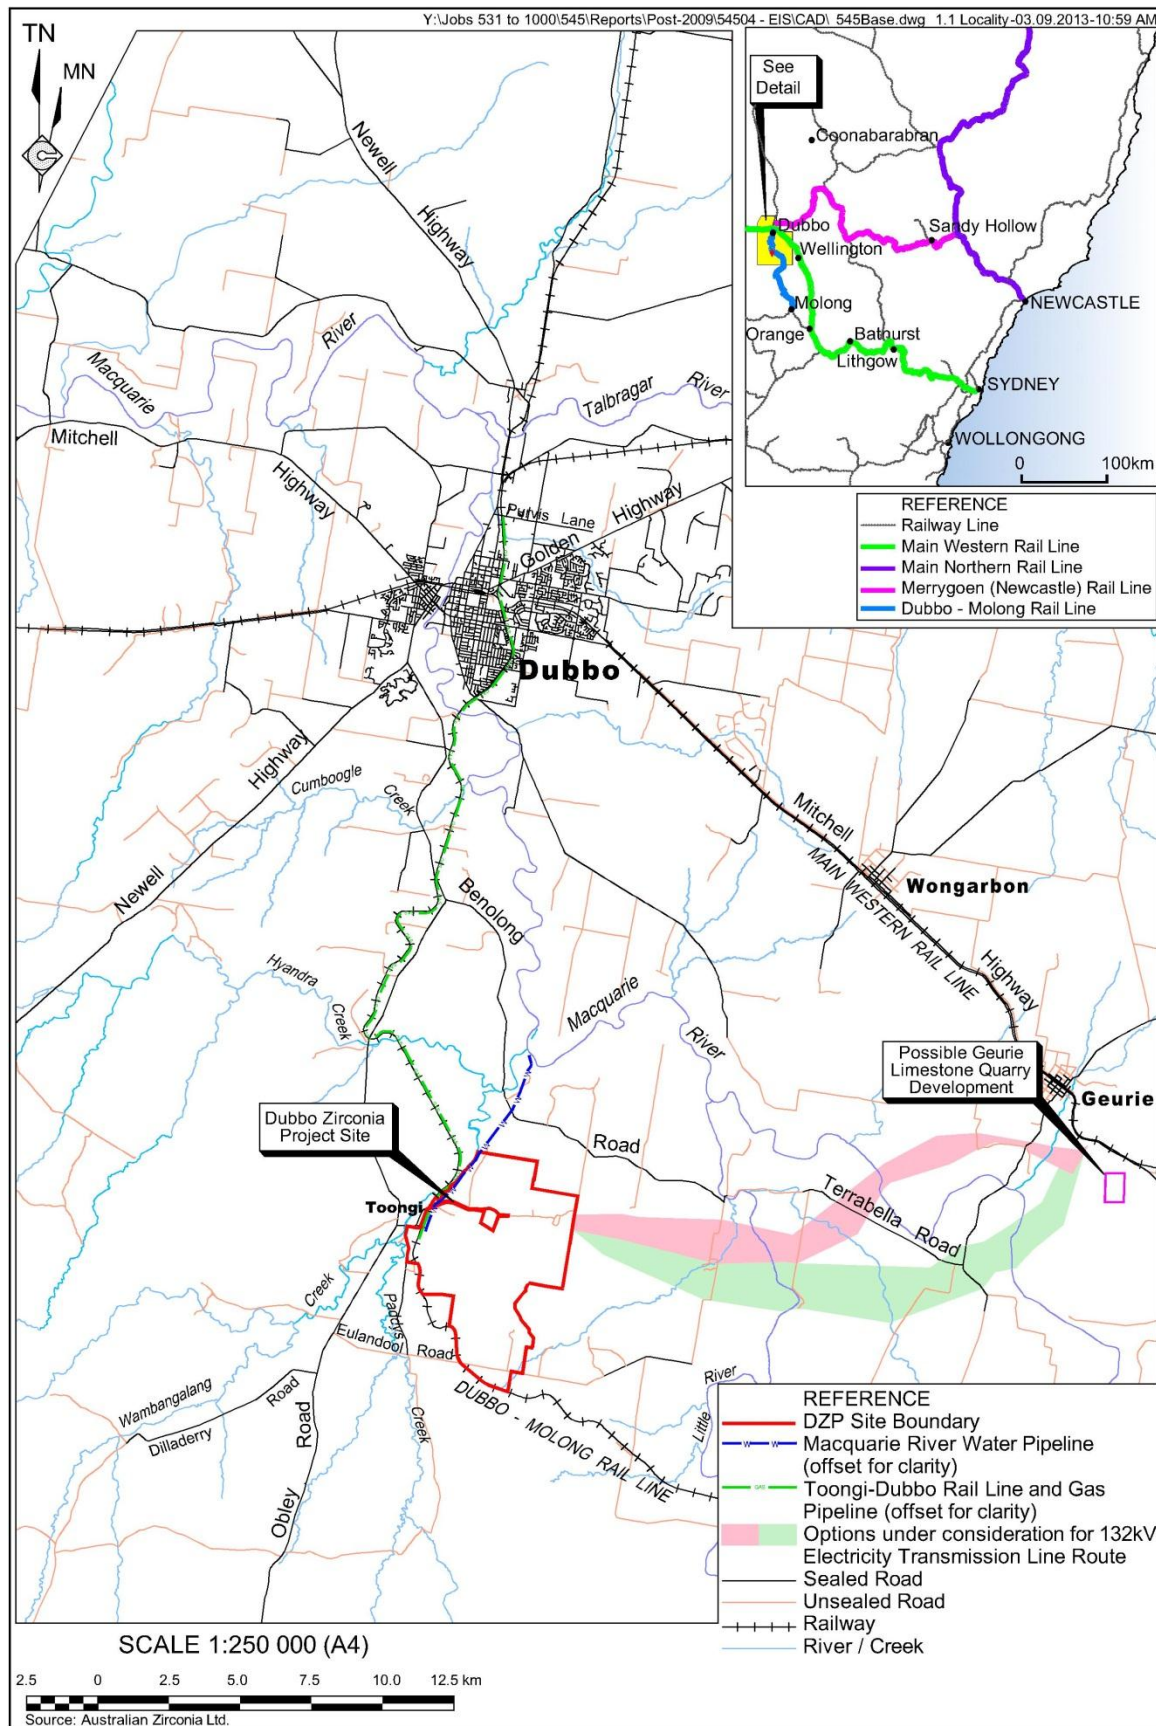 Y:\Jobs 531 to 1000\545\Reports\Post-2009\54504 - EIS\CAD\_545Base.dwg 1.1 Locality-03.09.2013-10:59 AM
TN
MN
See
Detail
Coonabarabran
Dubbo
Sandy Hollow
Wellington
Molong
NEWCASTLE
Orange
Bathurst
Lithgow
SYDNEY
WOLLONGONG
0 100km
REFERENCE
Railway Line
Main Western Rail Line
Main Northern Rail Line
Merrygoen (Newcastle) Rail Line
Dubbo - Molong Rail Line
Newell
Highway
River
Macquarie
Talbragar
River
Mitchell
Highway
Highway
Purvis Lane
Golden
Dubbo
Highway
Cumboogle
Creek
Newell
Benolong
Mitchell
MAIN WESTERN RAIL LINE
Wongarbon
Highway
Hyandra
Creek
Macquarie
River
Possible Geurie
Limestone Quarry
Development
Geurie
Dubbo Zirconia
Project Site
Road
Toongi
Terrabella Road
Creek
Paddys
Eulandool Road
Wambangalang
Road
Dilladerry
Road
Creek
DUBBO - MOLONG RAIL LINE
River
Little
Obley
REFERENCE
DZP Site Boundary
W W Macquarie River Water Pipeline
(offset for clarity)
GAS Toongi-Dubbo Rail Line and Gas
Pipeline (offset for clarity)
Options under consideration for 132kV
Electricity Transmission Line Route
Sealed Road
Unsealed Road
Railway
River / Creek
SCALE 1:250 000 (A4)
2.5 0 2.5 5.0 7.5 10.0 12.5 km
Source: Australian Zirconia Ltd.